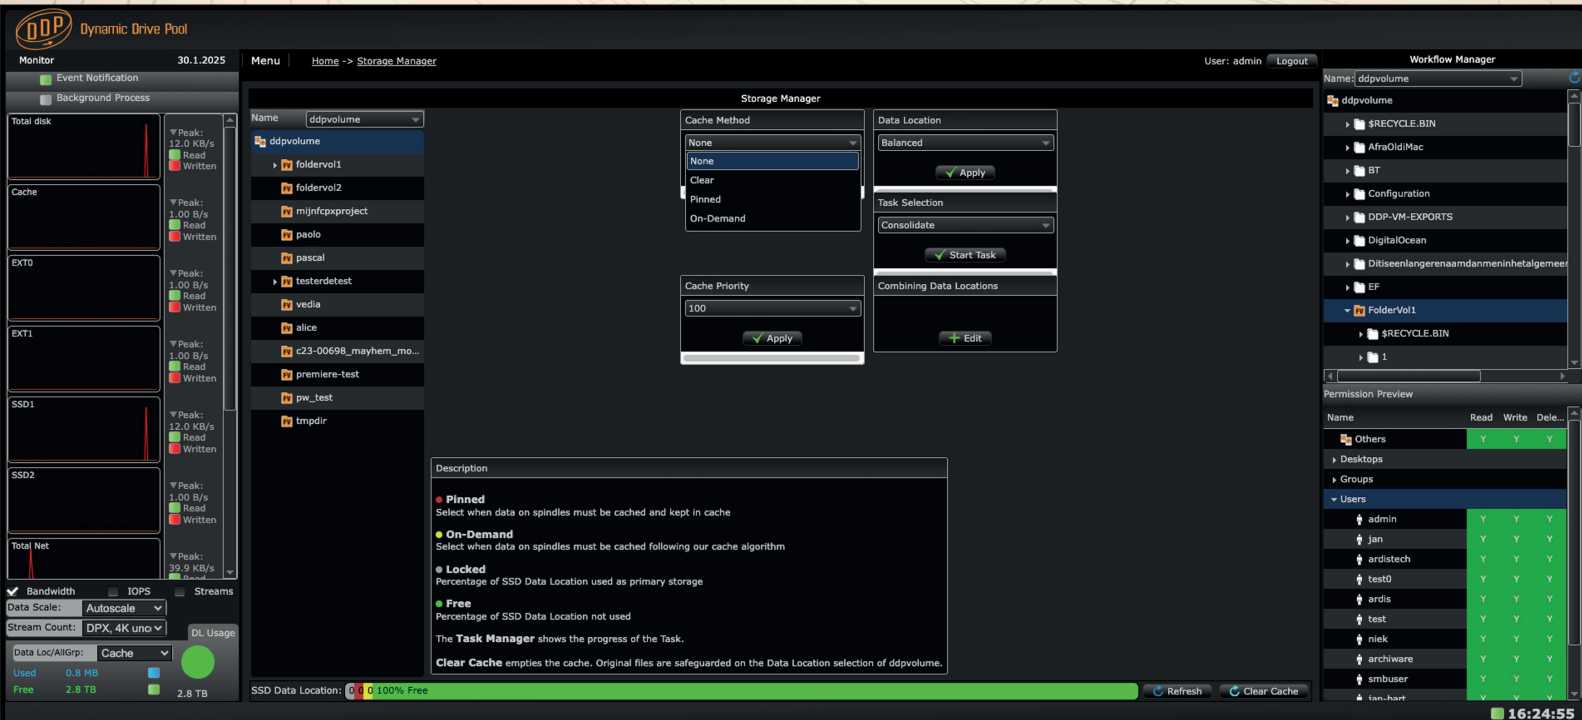 DDP Dynamic Drive Pool
Monitor 30.1.2025
Event Notification
Background Process
Total disk
Peak:
12.0 KB/s
Read
Written
Cache
Peak:
1.00 B/s
Read
Written
EXT0
Peak:
1.00 B/s
Read
Written
EXT1
Peak:
1.00 B/s
Read
Written
SSD1
Peak:
12.0 KB/s
Read
Written
SSD2
Peak:
1.00 B/s
Read
Written
Total Net
Peak:
39.9 KB/s
Read
Bandwidth IOPS Streams
Data Scale: Autoscale
Stream Count: DPX, 4K unc
DL Usage
Data Loc/AllGrp: Cache
Used 0.8 MB
Free 2.8 TB
2.8 TB
Menu Home -> Storage Manager User: admin Logout
Storage Manager
Name ddpvolume
ddpvolume
foldervol1
foldervol2
mijnfcpxproject
paolo
pascal
testerdetest
vedia
alice
c23-00698_mayhem_mo...
premiere-test
pw_test
tmpdir
Cache Method
None
None
Clear
Pinned
On-Demand
Data Location
Balanced
Apply
Task Selection
Consolidate
Start Task
Cache Priority
100
Apply
Combining Data Locations
Edit
Description
Pinned
Select when data on spindles must be cached and kept in cache
On-Demand
Select when data on spindles must be cached following our cache algorithm
Locked
Percentage of SSD Data Location used as primary storage
Free
Percentage of SSD Data Location not used
The Task Manager shows the progress of the Task.
Clear Cache empties the cache. Original files are safeguarded on the Data Location selection of ddpvolume.
SSD Data Location: 0 0 0 100% Free Refresh Clear Cache
Workflow Manager
Name: ddpvolume
ddpvolume
$RECYCLE.BIN
AfraOldiMac
BT
Configuration
DDP-VM-EXPORTS
DigitalOcean
Ditiseenlangerenaamdanmeninhetalgemeer
EF
FolderVol1
$RECYCLE.BIN
1
Permission Preview
Name Read Write Dele...
Others Y Y Y
Desktops
Groups
Users
admin Y Y Y
jan Y Y Y
ardistech Y Y Y
test0 Y Y Y
ardis Y Y Y
test Y Y Y
niek Y Y Y
archiware Y Y Y
smbuser Y Y Y
jan-bart Y Y Y
16:24:55